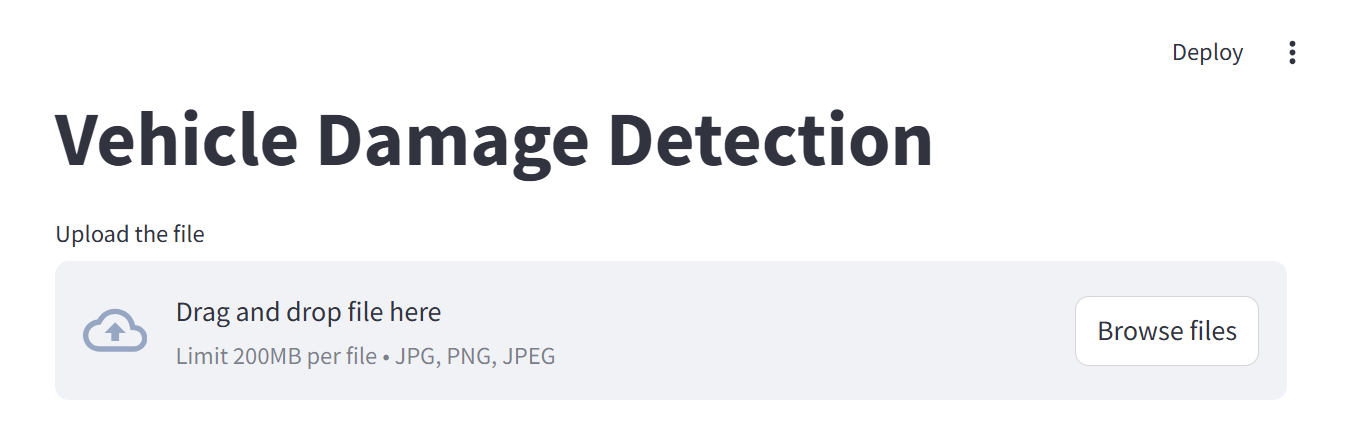 Deploy
Vehicle Damage Detection
Upload the file
Drag and drop file here
Limit 200MB per file • JPG, PNG, JPEG
Browse files